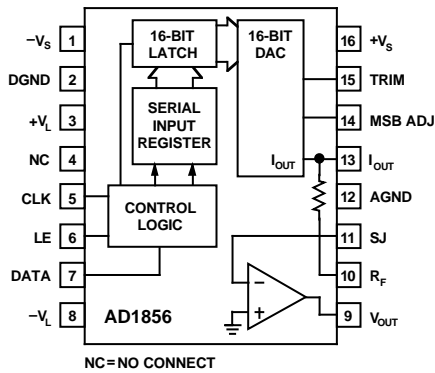 −VS 1
DGND 2
+VL 3
NC 4
CLK 5
LE 6
DATA 7
−VL 8
16-BIT
LATCH
16-BIT
DAC
SERIAL
INPUT
REGISTER
CONTROL
LOGIC
IOUT
AD1856
16 +VS
15 TRIM
14 MSB ADJ
13 IOUT
12 AGND
11 SJ
10 RF
9 VOUT
−
+
NC = NO CONNECT